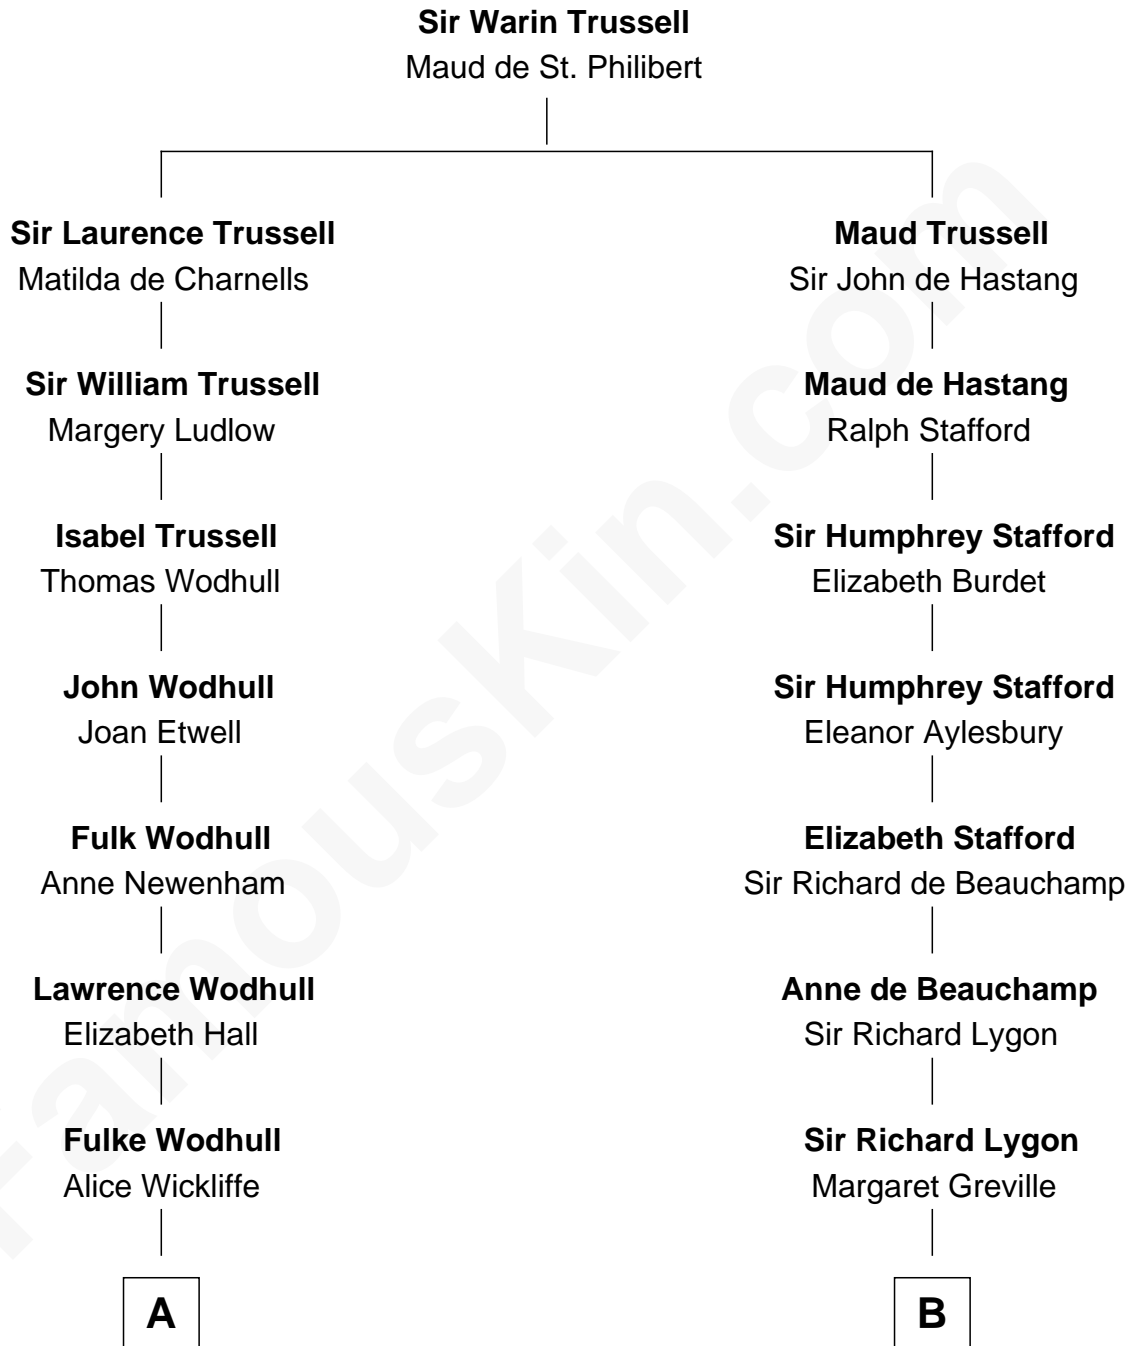 Sir Warin Trussell
Maud de St. Philibert
Sir Laurence Trussell
Matilda de Charnells
Sir William Trussell
Margery Ludlow
Isabel Trussell
Thomas Wodhull
John Wodhull
Joan Etwell
Fulk Wodhull
Anne Newenham
Lawrence Wodhull
Elizabeth Hall
Fulke Wodhull
Alice Wickliffe
A
Maud Trussell
Sir John de Hastang
Maud de Hastang
Ralph Stafford
Sir Humphrey Stafford
Elizabeth Burdet
Sir Humphrey Stafford
Eleanor Aylesbury
Elizabeth Stafford
Sir Richard de Beauchamp
Anne de Beauchamp
Sir Richard Lygon
Sir Richard Lygon
Margaret Greville
B
FamousKin.com